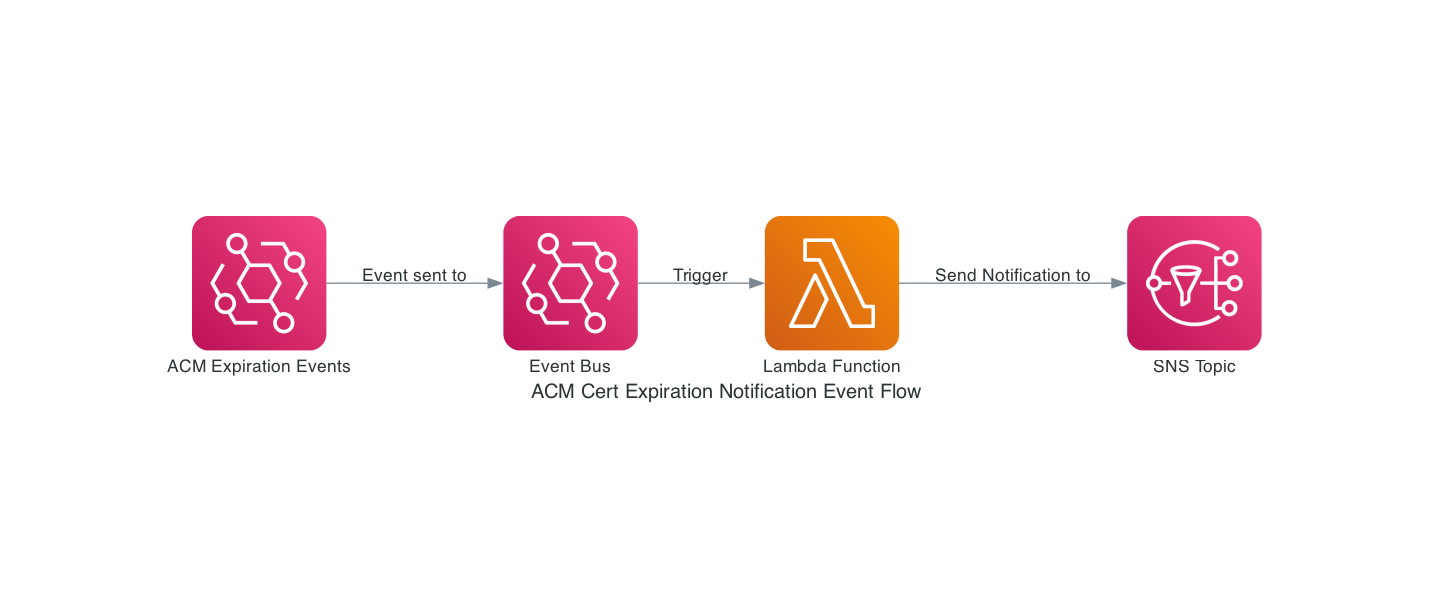 Event sent to
Trigger
Send Notification to
ACM Expiration Events
Event Bus
Lambda Function
SNS Topic
ACM Cert Expiration Notification Event Flow